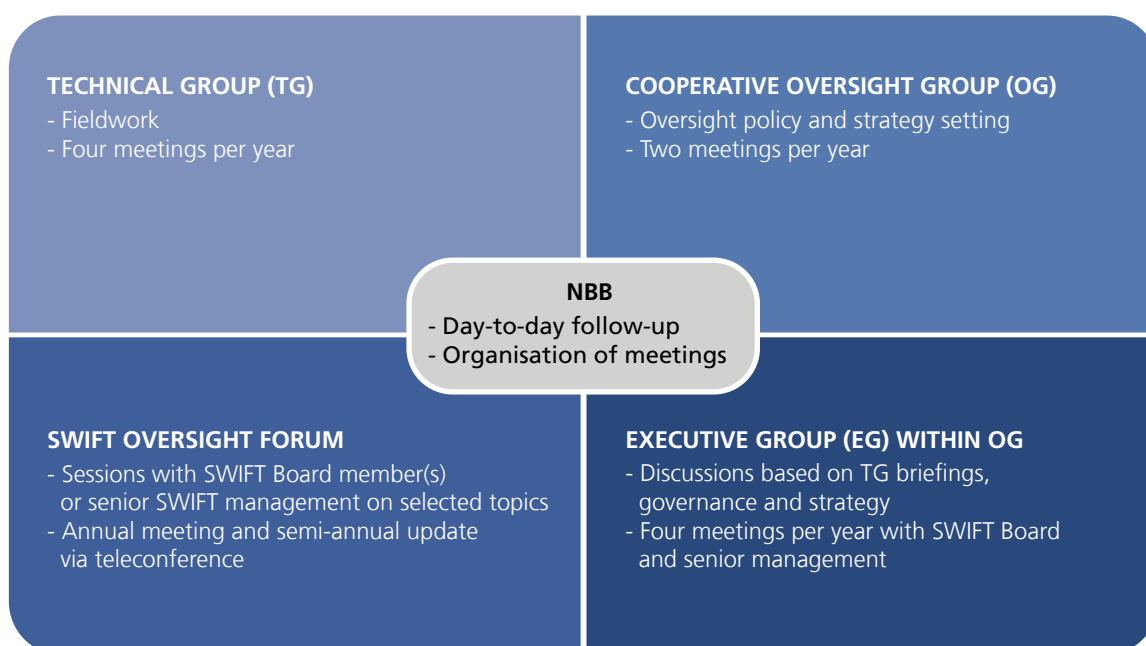 TECHNICAL GROUP (TG)
- Fieldwork
- Four meetings per year
COOPERATIVE OVERSIGHT GROUP (OG)
- Oversight policy and strategy setting
- Two meetings per year
NBB
- Day-to-day follow-up
- Organisation of meetings
SWIFT OVERSIGHT FORUM
- Sessions with SWIFT Board member(s)
or senior SWIFT management on selected topics
- Annual meeting and semi-annual update
via teleconference
EXECUTIVE GROUP (EG) WITHIN OG
- Discussions based on TG briefings,
governance and strategy
- Four meetings per year with SWIFT Board
and senior management